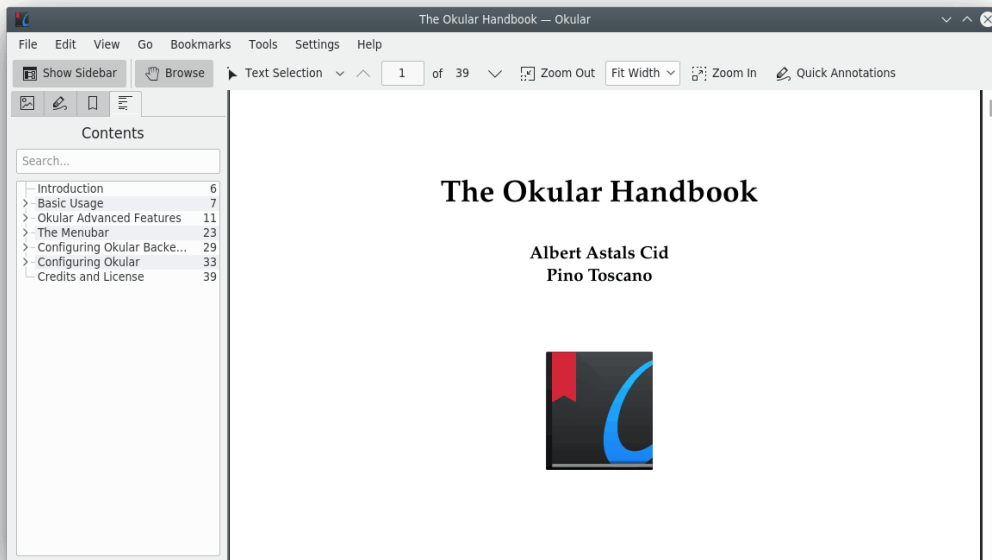 The Okular Handbook — Okular
File Edit View Go Bookmarks Tools Settings Help
Show Sidebar Browse Text Selection 1 of 39 Zoom Out Fit Width Zoom In Quick Annotations
Contents
Search...
Introduction 6
Basic Usage 7
Okular Advanced Features 11
The Menubar 23
Configuring Okular Backe... 29
Configuring Okular 33
Credits and License 39
The Okular Handbook
Albert Astals Cid
Pino Toscano